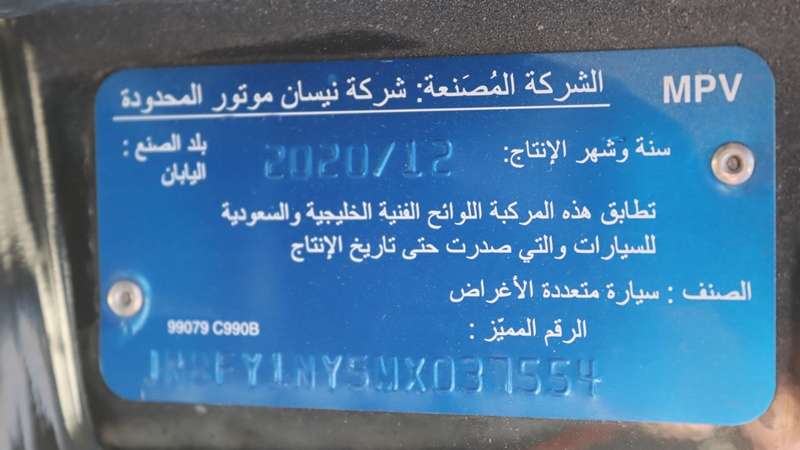 MPV
الشركة المُصَنعة: شركة نيسان موتور المحدودة
سنة وشهر الإنتاج: 2020/12
بلد الصنع :
اليابان
تطابق هذه المركبة اللوائح الفنية الخليجية والسعودية
للسيارات والتي صدرت حتى تاريخ الإنتاج
الصنف : سيارة متعددة الأغراض
الرقم المميّز :
99079 C990B